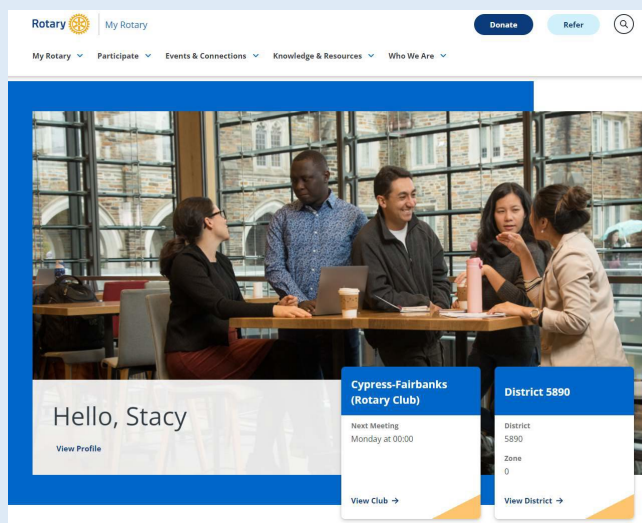 Rotary My Rotary
Donate
Refer
My Rotary Participate Events & Connections Knowledge & Resources Who We Are
Hello, Stacy
View Profile
Cypress-Fairbanks
(Rotary Club)
Next Meeting
Monday at 00:00
View Club →
District 5890
District
5890
Zone
0
View District →